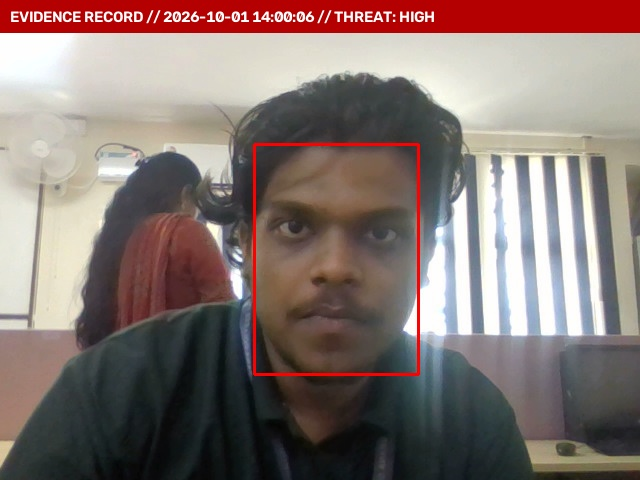 EVIDENCE RECORD // 2026-10-01 14:00:06 // THREAT: HIGH